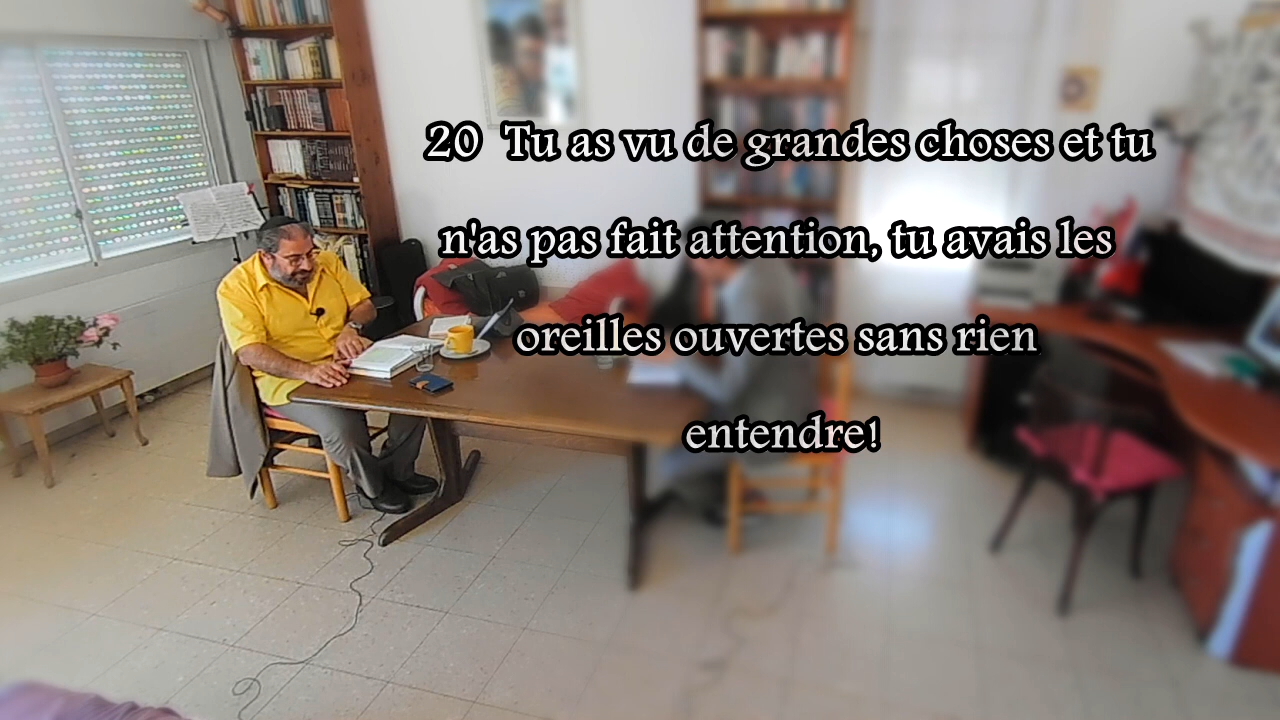 20 Tu as vu de grandes choses et tu
n'as pas fait attention, tu avais les
oreilles ouvertes sans rien
entendre!